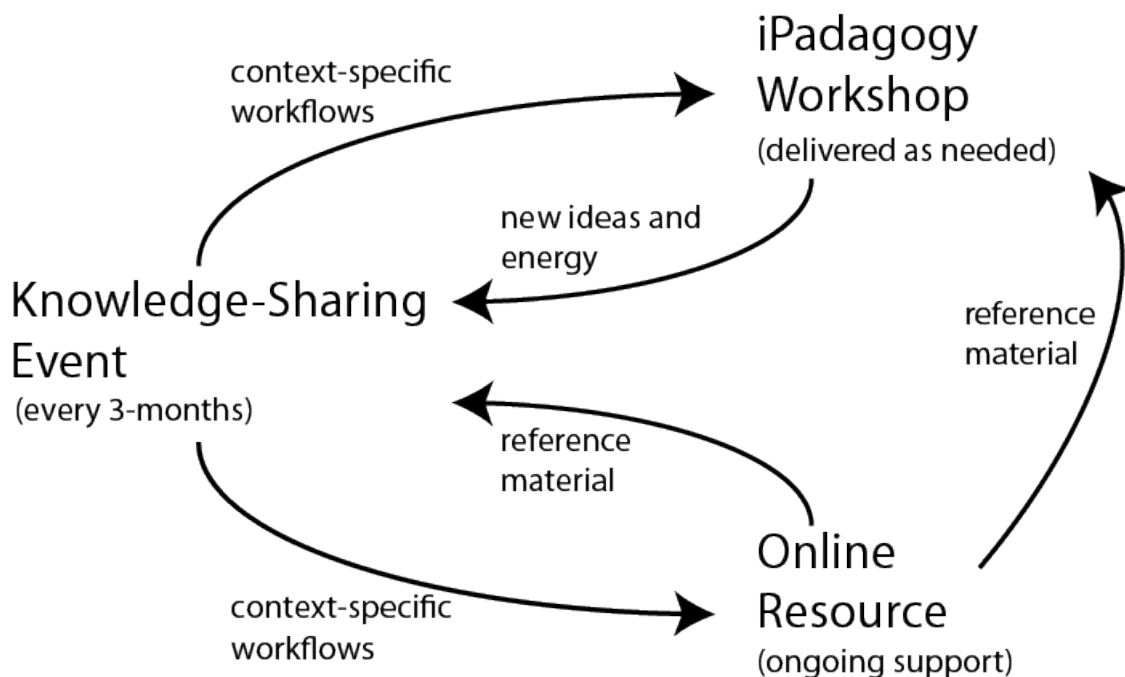 iPadagogy
Workshop
(delivered as needed)
context-specific
workflows
new ideas and
energy
Knowledge-Sharing
Event
(every 3-months)
reference
material
reference
material
Online
Resource
(ongoing support)
context-specific
workflows